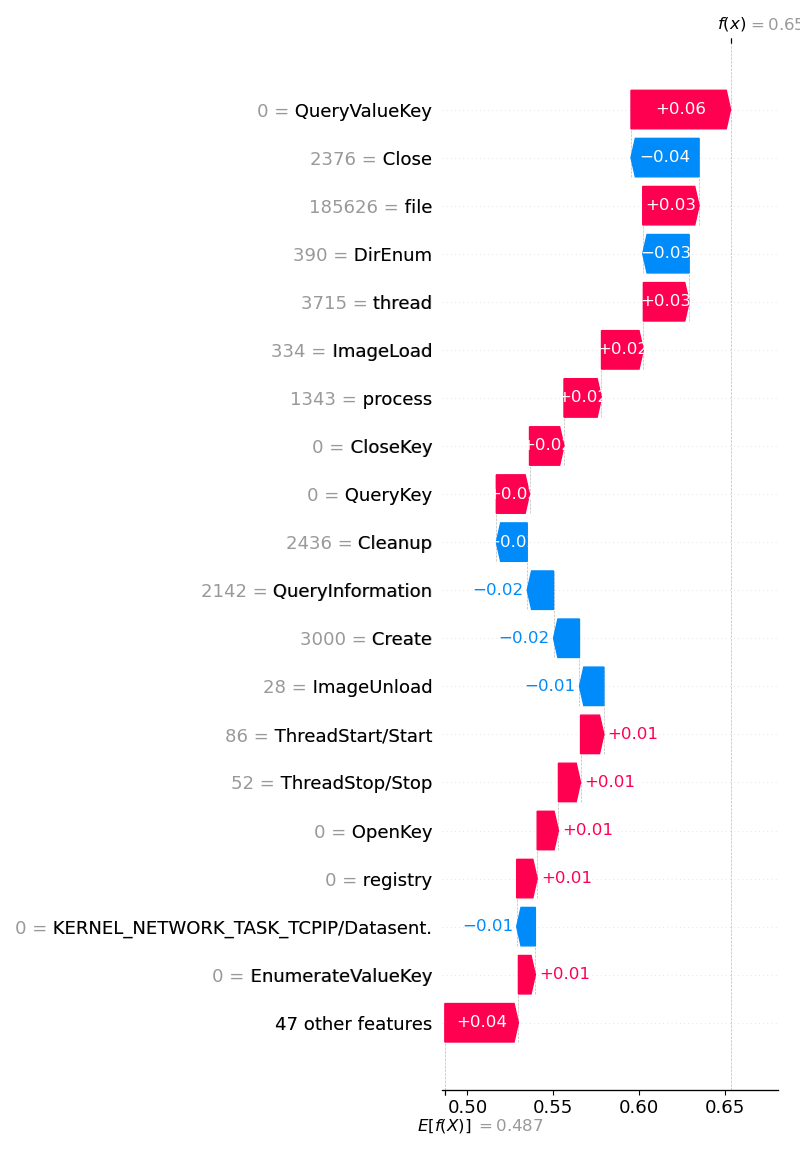 f(x) = 0.65
0 = QueryValueKey +0.06
2376 = Close −0.04
185626 = file +0.03
390 = DirEnum −0.03
3715 = thread +0.03
334 = ImageLoad +0.02
1343 = process +0.02
0 = CloseKey
0 = QueryKey
2436 = Cleanup
2142 = QueryInformation −0.02
3000 = Create −0.02
28 = ImageUnload −0.01
86 = ThreadStart/Start +0.01
52 = ThreadStop/Stop +0.01
0 = OpenKey +0.01
0 = registry +0.01
0 = KERNEL_NETWORK_TASK_TCPIP/Datasent. −0.01
0 = EnumerateValueKey +0.01
47 other features +0.04
0.50 0.55 0.60 0.65
E[f(X)] = 0.487